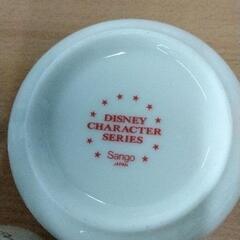 DISNEY
CHARACTER
SERIES
Sango
JAPAN